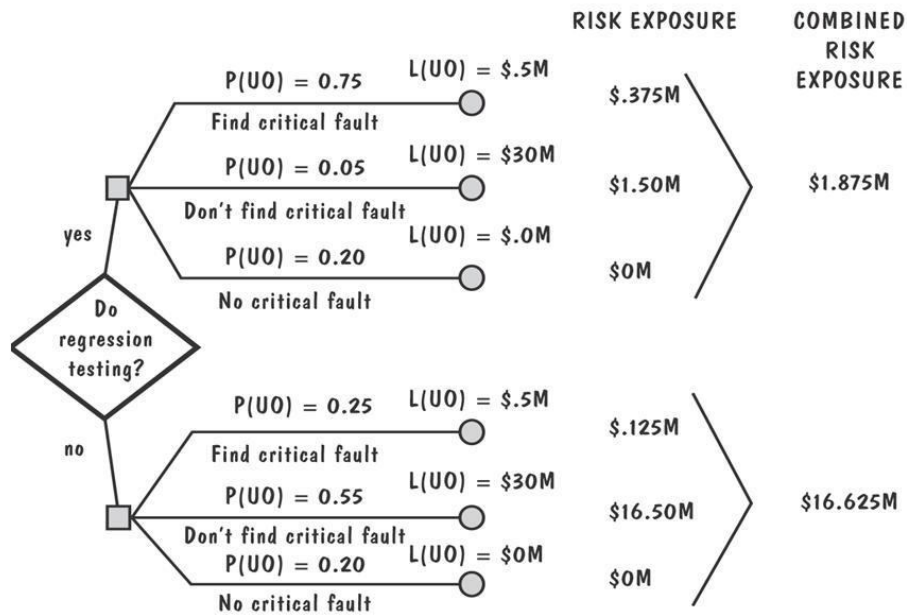 RISK EXPOSURE
COMBINED
RISK
EXPOSURE
P(UO) = 0.75
L(UO) = $.5M
$.375M
Find critical fault
P(UO) = 0.05
L(UO) = $30M
$1.50M
$1.875M
Don't find critical fault
yes
P(UO) = 0.20
L(UO) = $.0M
$0M
No critical fault
Do
regression
testing?
no
P(UO) = 0.25
L(UO) = $.5M
$.125M
Find critical fault
P(UO) = 0.55
L(UO) = $30M
$16.50M
$16.625M
Don't find critical fault
P(UO) = 0.20
L(UO) = $0M
$0M
No critical fault